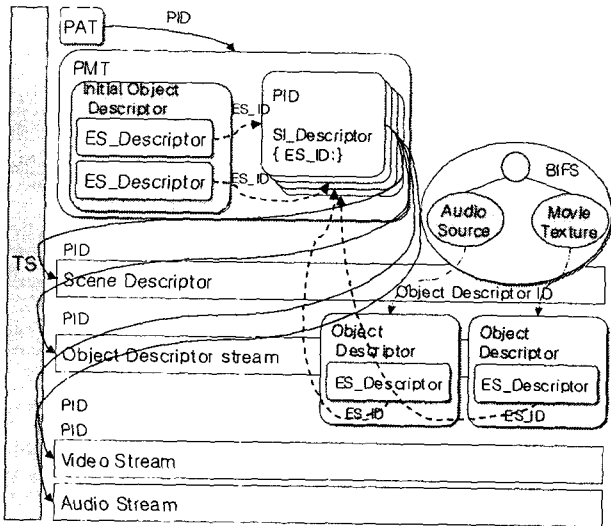 PAT
PID
PMT
Initial Object
Descriptor
ES_ID
PID
ES_Descriptor
SI_Descriptor
{ ES_ID:}
ES_Descriptor
ES_ID
BIFS
Audio
Source
Movie
Texture
TS
PID
Scene Descriptor
Object Descriptor ID
PID
Object
Descriptor
Object
Descriptor
Object Descriptor stream
ES_Descriptor
ES_Descriptor
ES_ID
ES_ID
PID
PID
Video Stream
Audio Stream